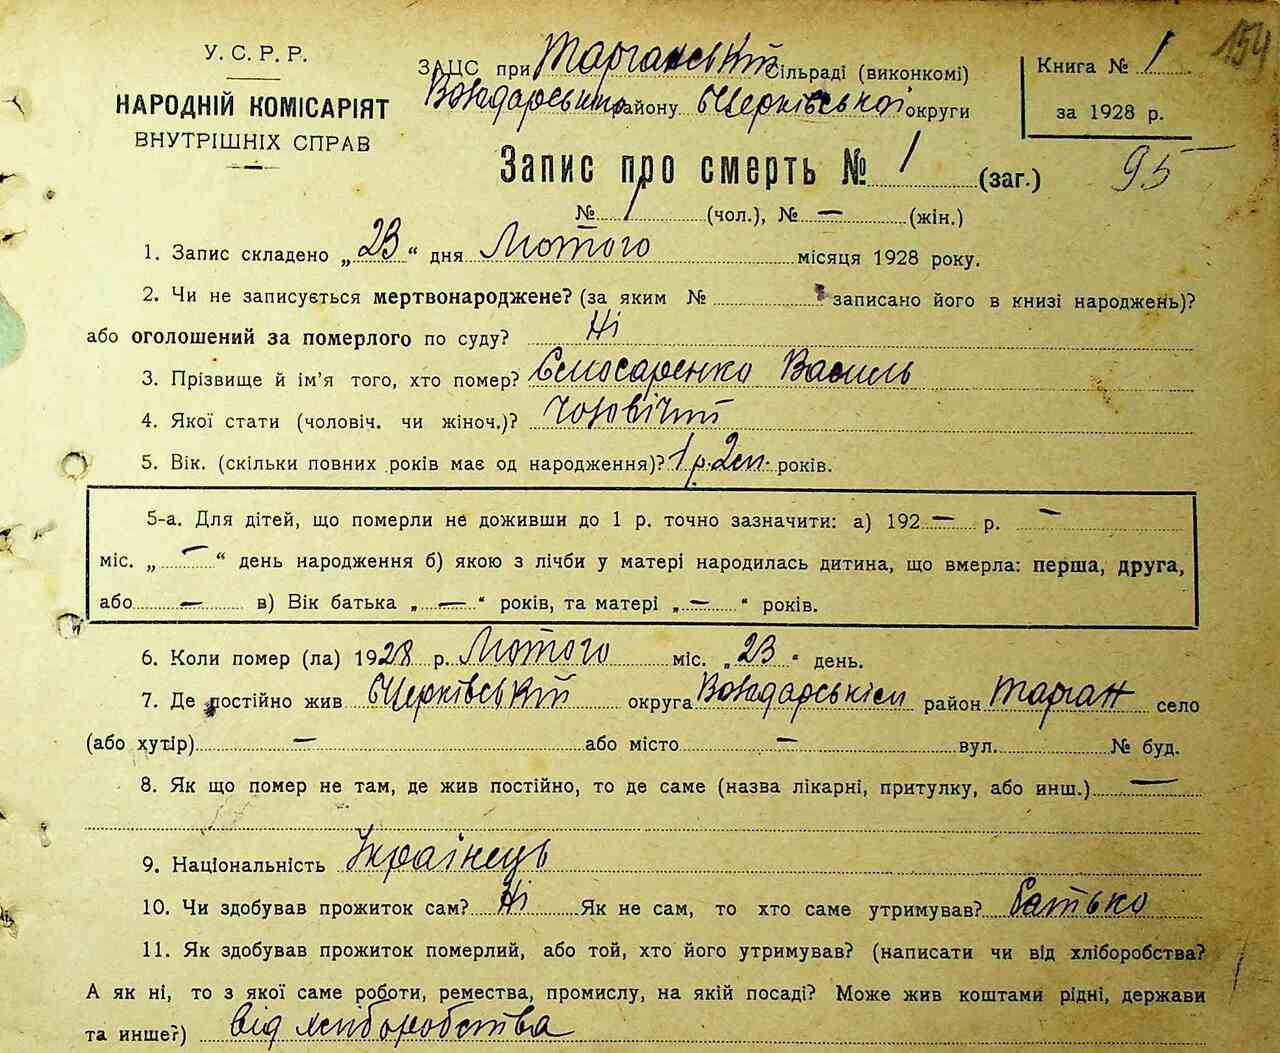 154
У.С.Р.Р.
НАРОДНІЙ КОМІСАРІЯТ
ВНУТРІШНІХ СПРАВ
ЗАЦС при Тарганській сільраді (виконкомі)
Володарського району Білоцерківської округи
Книга № 1
за 1928 р.
Запис про смерть № 1 (заг.) 95
№ 1 (чол.), № — (жін.)
1. Запис складено „23“ дня Лютого місяця 1928 року.
2. Чи не записується мертвонароджене? (за яким № записано його в книзі народжень)?
або оголошений за померлого по суду? Ні
3. Прізвище й ім'я того, хто помер? Слюсаренко Василь
4. Якої стати (чоловіч. чи жіноч.)? Чоловічий
5. Вік. (скільки повних років має од народження)? 1 р. 2 м. років.
5-а. Для дітей, що померли не доживши до 1 р. точно зазначити: а) 192 — р. —
міс. „ — “ день народження б) якою з лічби у матері народилась дитина, що вмерла: перша, друга,
або — в) Вік батька „ — “ років, та матері „ — “ років.
6. Коли помер (ла) 1928 р. Лютого міс. „ 23 “ день.
7. Де постійно жив Бцерківський округа Володарськім район Тарган село
(або хутір) — або місто — вул. № буд.
8. Як що помер не там, де жив постійно, то де саме (назва лікарні, притулку, або инш.) —
9. Національність Українець
10. Чи здобував прожиток сам? Ні Як не сам, то хто саме утримував? батько
11. Як здобував прожиток померлий, або той, хто його утримував? (написати чи від хліборобства?
А як ні, то з якої саме роботи, ремества, промислу, на якій посаді? Може жив коштами рідні, держави
та инше?) від хліборобства